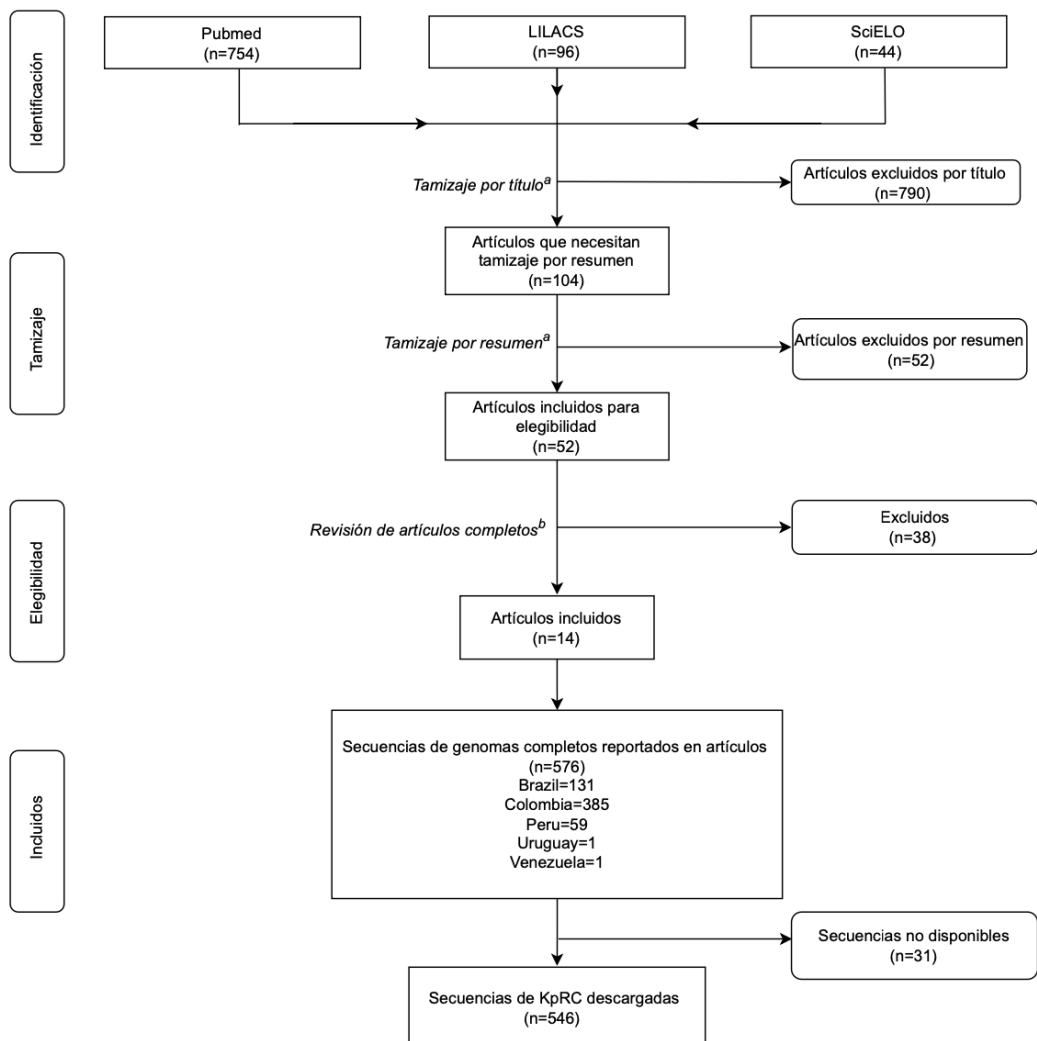 Identificación
Pubmed
(n=754)
LILACS
(n=96)
SciELO
(n=44)
Tamizaje por título^a
Artículos excluidos por título
(n=790)
Tamizaje
Artículos que necesitan
tamizaje por resumen
(n=104)
Tamizaje por resumen^a
Artículos excluidos por resumen
(n=52)
Artículos incluidos para
elegibilidad
(n=52)
Elegibilidad
Revisión de artículos completos^b
Excluidos
(n=38)
Artículos incluidos
(n=14)
Incluidos
Secuencias de genomas completos reportados en artículos
(n=576)
Brazil=131
Colombia=385
Peru=59
Uruguay=1
Venezuela=1
Secuencias no disponibles
(n=31)
Secuencias de KpRC descargadas
(n=546)